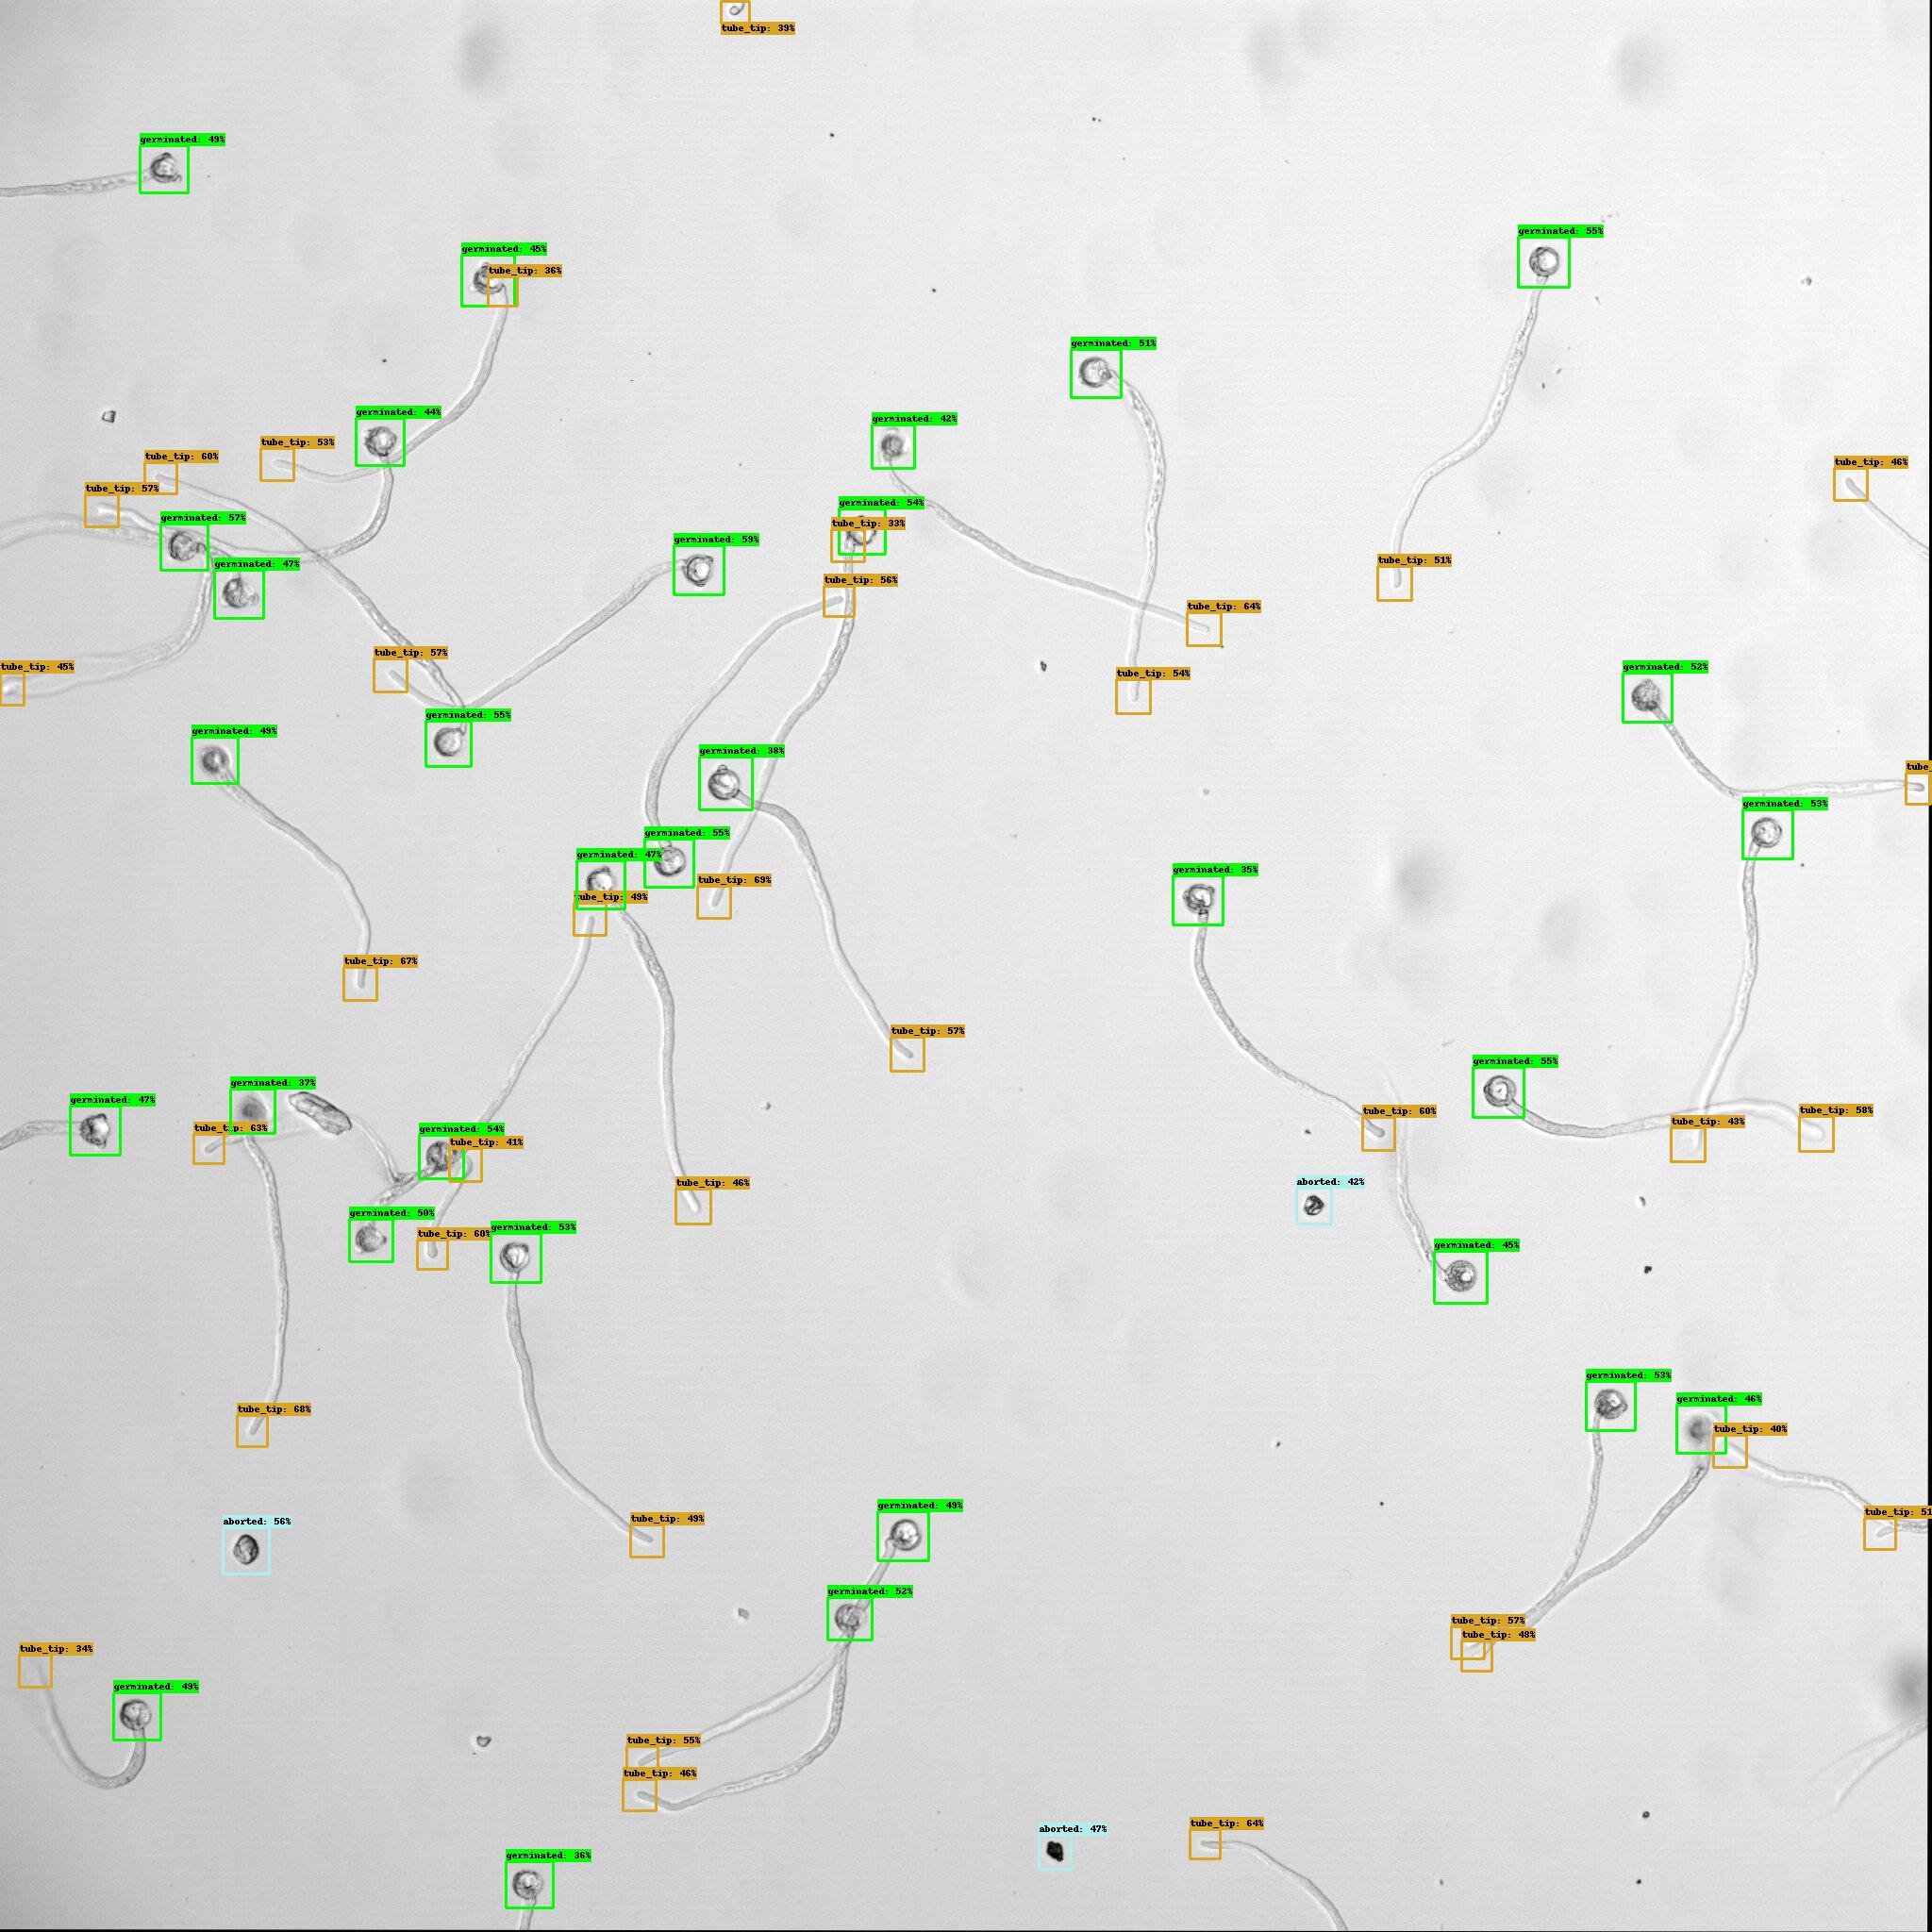 tube_tip: 39%
germinated: 49%
germinated: 55%
germinated: 45%
tube_tip: 36%
germinated: 51%
germinated: 44%
germinated: 42%
tube_tip: 53%
tube_tip: 60%
tube_tip: 46%
tube_tip: 57%
germinated: 54%
germinated: 57%
tube_tip: 33%
germinated: 59%
tube_tip: 51%
germinated: 47%
tube_tip: 56%
tube_tip: 64%
tube_tip: 57%
tube_tip: 45%
germinated: 52%
tube_tip: 54%
germinated: 55%
germinated: 49%
germinated: 38%
tube_
germinated: 53%
germinated: 55%
germinated: 47%
germinated: 35%
tube_tip: 69%
tube_tip: 49%
tube_tip: 67%
tube_tip: 57%
germinated: 55%
germinated: 37%
germinated: 47%
tube_tip: 60%
tube_tip: 58%
tube_tip: 43%
tube_tip: 63%
germinated: 54%
tube_tip: 41%
tube_tip: 46%
aborted: 42%
germinated: 50%
germinated: 53%
tube_tip: 60%
germinated: 45%
germinated: 53%
germinated: 46%
tube_tip: 68%
tube_tip: 40%
germinated: 49%
tube_tip: 51
tube_tip: 49%
aborted: 56%
germinated: 52%
tube_tip: 57%
tube_tip: 48%
tube_tip: 34%
germinated: 49%
tube_tip: 55%
tube_tip: 46%
tube_tip: 64%
aborted: 47%
germinated: 36%